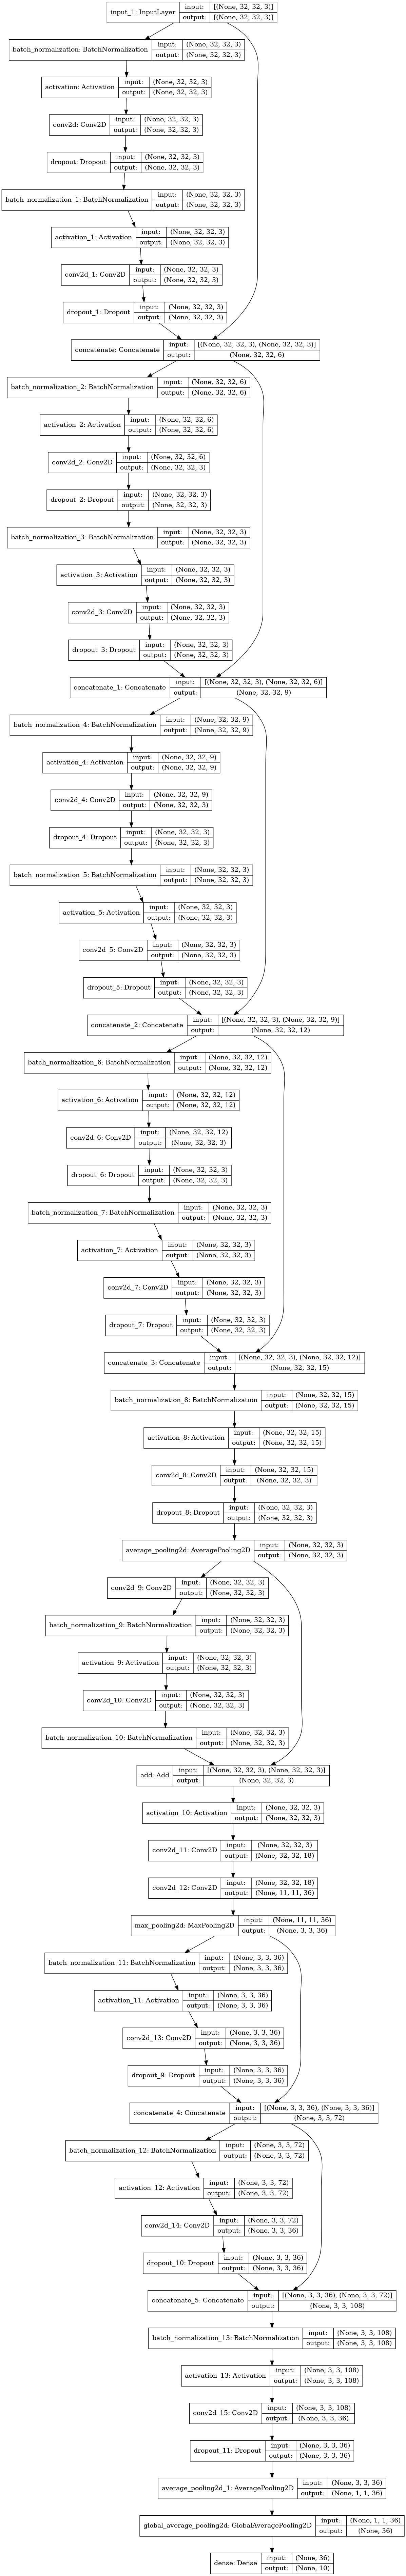 input_1: InputLayer input: [(None, 32, 32, 3)]
output: [(None, 32, 32, 3)]
batch_normalization: BatchNormalization input: (None, 32, 32, 3)
output: (None, 32, 32, 3)
activation: Activation input: (None, 32, 32, 3)
output: (None, 32, 32, 3)
conv2d: Conv2D input: (None, 32, 32, 3)
output: (None, 32, 32, 3)
dropout: Dropout input: (None, 32, 32, 3)
output: (None, 32, 32, 3)
batch_normalization_1: BatchNormalization input: (None, 32, 32, 3)
output: (None, 32, 32, 3)
activation_1: Activation input: (None, 32, 32, 3)
output: (None, 32, 32, 3)
conv2d_1: Conv2D input: (None, 32, 32, 3)
output: (None, 32, 32, 3)
dropout_1: Dropout input: (None, 32, 32, 3)
output: (None, 32, 32, 3)
concatenate: Concatenate input: [(None, 32, 32, 3), (None, 32, 32, 3)]
output: (None, 32, 32, 6)
batch_normalization_2: BatchNormalization input: (None, 32, 32, 6)
output: (None, 32, 32, 6)
activation_2: Activation input: (None, 32, 32, 6)
output: (None, 32, 32, 6)
conv2d_2: Conv2D input: (None, 32, 32, 6)
output: (None, 32, 32, 3)
dropout_2: Dropout input: (None, 32, 32, 3)
output: (None, 32, 32, 3)
batch_normalization_3: BatchNormalization input: (None, 32, 32, 3)
output: (None, 32, 32, 3)
activation_3: Activation input: (None, 32, 32, 3)
output: (None, 32, 32, 3)
conv2d_3: Conv2D input: (None, 32, 32, 3)
output: (None, 32, 32, 3)
dropout_3: Dropout input: (None, 32, 32, 3)
output: (None, 32, 32, 3)
concatenate_1: Concatenate input: [(None, 32, 32, 3), (None, 32, 32, 6)]
output: (None, 32, 32, 9)
batch_normalization_4: BatchNormalization input: (None, 32, 32, 9)
output: (None, 32, 32, 9)
activation_4: Activation input: (None, 32, 32, 9)
output: (None, 32, 32, 9)
conv2d_4: Conv2D input: (None, 32, 32, 9)
output: (None, 32, 32, 3)
dropout_4: Dropout input: (None, 32, 32, 3)
output: (None, 32, 32, 3)
batch_normalization_5: BatchNormalization input: (None, 32, 32, 3)
output: (None, 32, 32, 3)
activation_5: Activation input: (None, 32, 32, 3)
output: (None, 32, 32, 3)
conv2d_5: Conv2D input: (None, 32, 32, 3)
output: (None, 32, 32, 3)
dropout_5: Dropout input: (None, 32, 32, 3)
output: (None, 32, 32, 3)
concatenate_2: Concatenate input: [(None, 32, 32, 3), (None, 32, 32, 9)]
output: (None, 32, 32, 12)
batch_normalization_6: BatchNormalization input: (None, 32, 32, 12)
output: (None, 32, 32, 12)
activation_6: Activation input: (None, 32, 32, 12)
output: (None, 32, 32, 12)
conv2d_6: Conv2D input: (None, 32, 32, 12)
output: (None, 32, 32, 3)
dropout_6: Dropout input: (None, 32, 32, 3)
output: (None, 32, 32, 3)
batch_normalization_7: BatchNormalization input: (None, 32, 32, 3)
output: (None, 32, 32, 3)
activation_7: Activation input: (None, 32, 32, 3)
output: (None, 32, 32, 3)
conv2d_7: Conv2D input: (None, 32, 32, 3)
output: (None, 32, 32, 3)
dropout_7: Dropout input: (None, 32, 32, 3)
output: (None, 32, 32, 3)
concatenate_3: Concatenate input: [(None, 32, 32, 3), (None, 32, 32, 12)]
output: (None, 32, 32, 15)
batch_normalization_8: BatchNormalization input: (None, 32, 32, 15)
output: (None, 32, 32, 15)
activation_8: Activation input: (None, 32, 32, 15)
output: (None, 32, 32, 15)
conv2d_8: Conv2D input: (None, 32, 32, 15)
output: (None, 32, 32, 3)
dropout_8: Dropout input: (None, 32, 32, 3)
output: (None, 32, 32, 3)
average_pooling2d: AveragePooling2D input: (None, 32, 32, 3)
output: (None, 32, 32, 3)
conv2d_9: Conv2D input: (None, 32, 32, 3)
output: (None, 32, 32, 3)
batch_normalization_9: BatchNormalization input: (None, 32, 32, 3)
output: (None, 32, 32, 3)
activation_9: Activation input: (None, 32, 32, 3)
output: (None, 32, 32, 3)
conv2d_10: Conv2D input: (None, 32, 32, 3)
output: (None, 32, 32, 3)
batch_normalization_10: BatchNormalization input: (None, 32, 32, 3)
output: (None, 32, 32, 3)
add: Add input: [(None, 32, 32, 3), (None, 32, 32, 3)]
output: (None, 32, 32, 3)
activation_10: Activation input: (None, 32, 32, 3)
output: (None, 32, 32, 3)
conv2d_11: Conv2D input: (None, 32, 32, 3)
output: (None, 32, 32, 18)
conv2d_12: Conv2D input: (None, 32, 32, 18)
output: (None, 11, 11, 36)
max_pooling2d: MaxPooling2D input: (None, 11, 11, 36)
output: (None, 3, 3, 36)
batch_normalization_11: BatchNormalization input: (None, 3, 3, 36)
output: (None, 3, 3, 36)
activation_11: Activation input: (None, 3, 3, 36)
output: (None, 3, 3, 36)
conv2d_13: Conv2D input: (None, 3, 3, 36)
output: (None, 3, 3, 36)
dropout_9: Dropout input: (None, 3, 3, 36)
output: (None, 3, 3, 36)
concatenate_4: Concatenate input: [(None, 3, 3, 36), (None, 3, 3, 36)]
output: (None, 3, 3, 72)
batch_normalization_12: BatchNormalization input: (None, 3, 3, 72)
output: (None, 3, 3, 72)
activation_12: Activation input: (None, 3, 3, 72)
output: (None, 3, 3, 72)
conv2d_14: Conv2D input: (None, 3, 3, 72)
output: (None, 3, 3, 36)
dropout_10: Dropout input: (None, 3, 3, 36)
output: (None, 3, 3, 36)
concatenate_5: Concatenate input: [(None, 3, 3, 36), (None, 3, 3, 72)]
output: (None, 3, 3, 108)
batch_normalization_13: BatchNormalization input: (None, 3, 3, 108)
output: (None, 3, 3, 108)
activation_13: Activation input: (None, 3, 3, 108)
output: (None, 3, 3, 108)
conv2d_15: Conv2D input: (None, 3, 3, 108)
output: (None, 3, 3, 36)
dropout_11: Dropout input: (None, 3, 3, 36)
output: (None, 3, 3, 36)
average_pooling2d_1: AveragePooling2D input: (None, 3, 3, 36)
output: (None, 1, 1, 36)
global_average_pooling2d: GlobalAveragePooling2D input: (None, 1, 1, 36)
output: (None, 36)
dense: Dense input: (None, 36)
output: (None, 10)